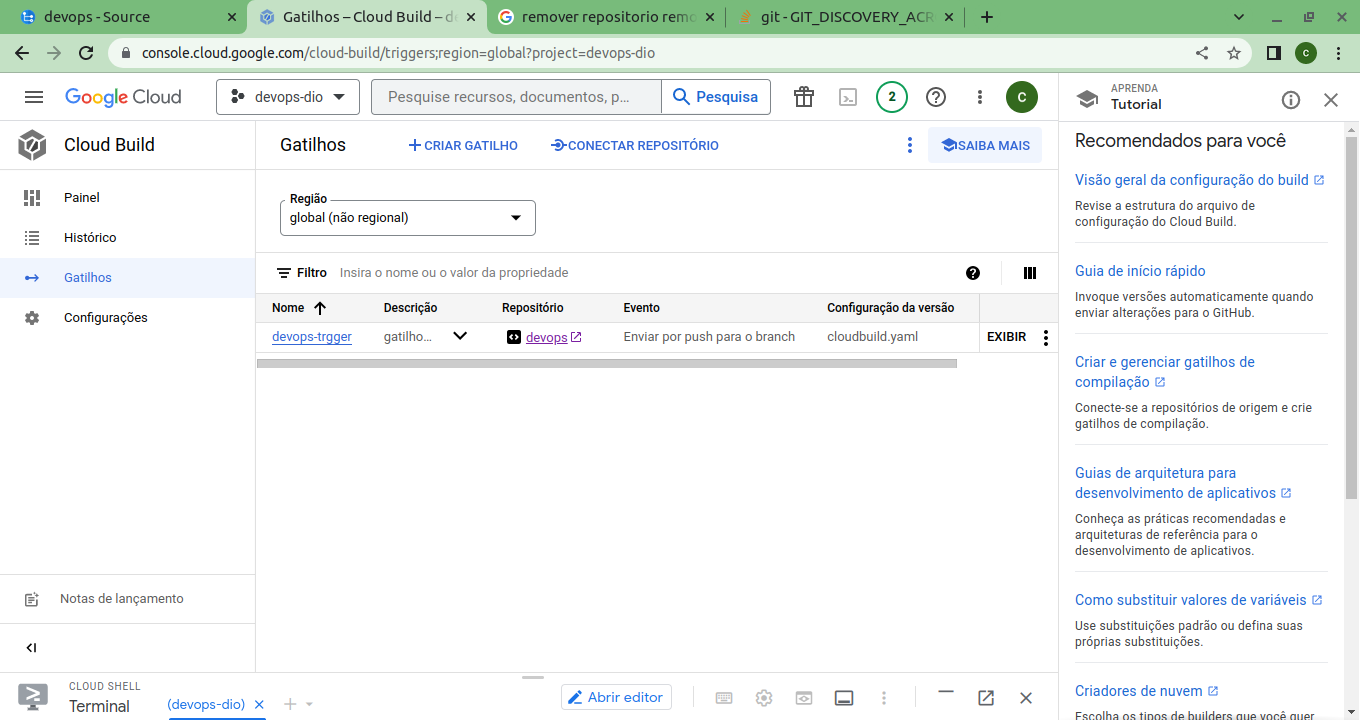 devops - Source
Gatilhos – Cloud Build – de
remover repositorio remo
git - GIT_DISCOVERY_ACR
console.cloud.google.com/cloud-build/triggers;region=global?project=devops-dio
C
Google Cloud
devops-dio
Pesquise recursos, documentos, p...
Pesquisa
2
C
APRENDA
Tutorial
Cloud Build
Gatilhos
CRIAR GATILHO
CONECTAR REPOSITÓRIO
SAIBA MAIS
Painel
Histórico
Gatilhos
Configurações
Região
global (não regional)
Filtro
Insira o nome ou o valor da propriedade
Nome
Descrição
Repositório
Evento
Configuração da versão
devops-trgger
gatilho...
devops
Enviar por push para o branch
cloudbuild.yaml
EXIBIR
Recomendados para você
Visão geral da configuração do build
Revise a estrutura do arquivo de
configuração do Cloud Build.
Guia de início rápido
Invoque versões automaticamente quando
enviar alterações para o GitHub.
Criar e gerenciar gatilhos de
compilação
Conecte-se a repositórios de origem e crie
gatilhos de compilação.
Guias de arquitetura para
desenvolvimento de aplicativos
Conheça as práticas recomendadas e
arquiteturas de referência para o
desenvolvimento de aplicativos.
Como substituir valores de variáveis
Use substituições padrão ou defina suas
próprias substituições.
Criadores de nuvem
Escolha os tipos de builders que você quer
Notas de lançamento
CLOUD SHELL
Terminal
(devops-dio)
Abrir editor